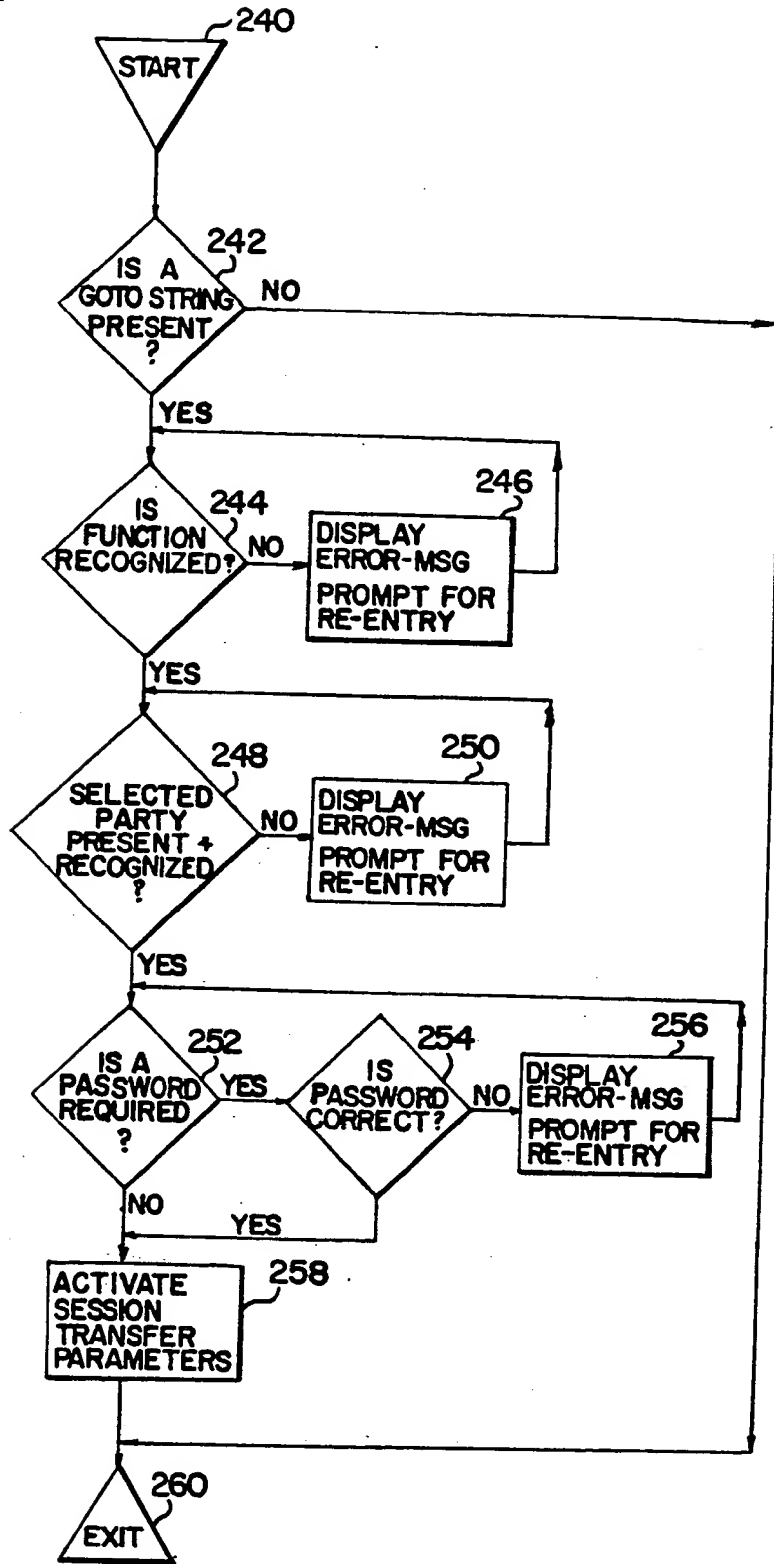 240
START
242
IS A
GOTO STRING
PRESENT
?
NO
YES
244
IS
FUNCTION
RECOGNIZED?
NO
246
DISPLAY
ERROR-MSG
PROMPT FOR
RE-ENTRY
YES
248
SELECTED
PARTY
PRESENT +
RECOGNIZED
?
NO
250
DISPLAY
ERROR-MSG
PROMPT FOR
RE-ENTRY
YES
252
IS A
PASSWORD
REQUIRED
?
YES
254
IS
PASSWORD
CORRECT?
NO
256
DISPLAY
ERROR-MSG
PROMPT FOR
RE-ENTRY
NO
YES
258
ACTIVATE
SESSION
TRANSFER
PARAMETERS
260
EXIT